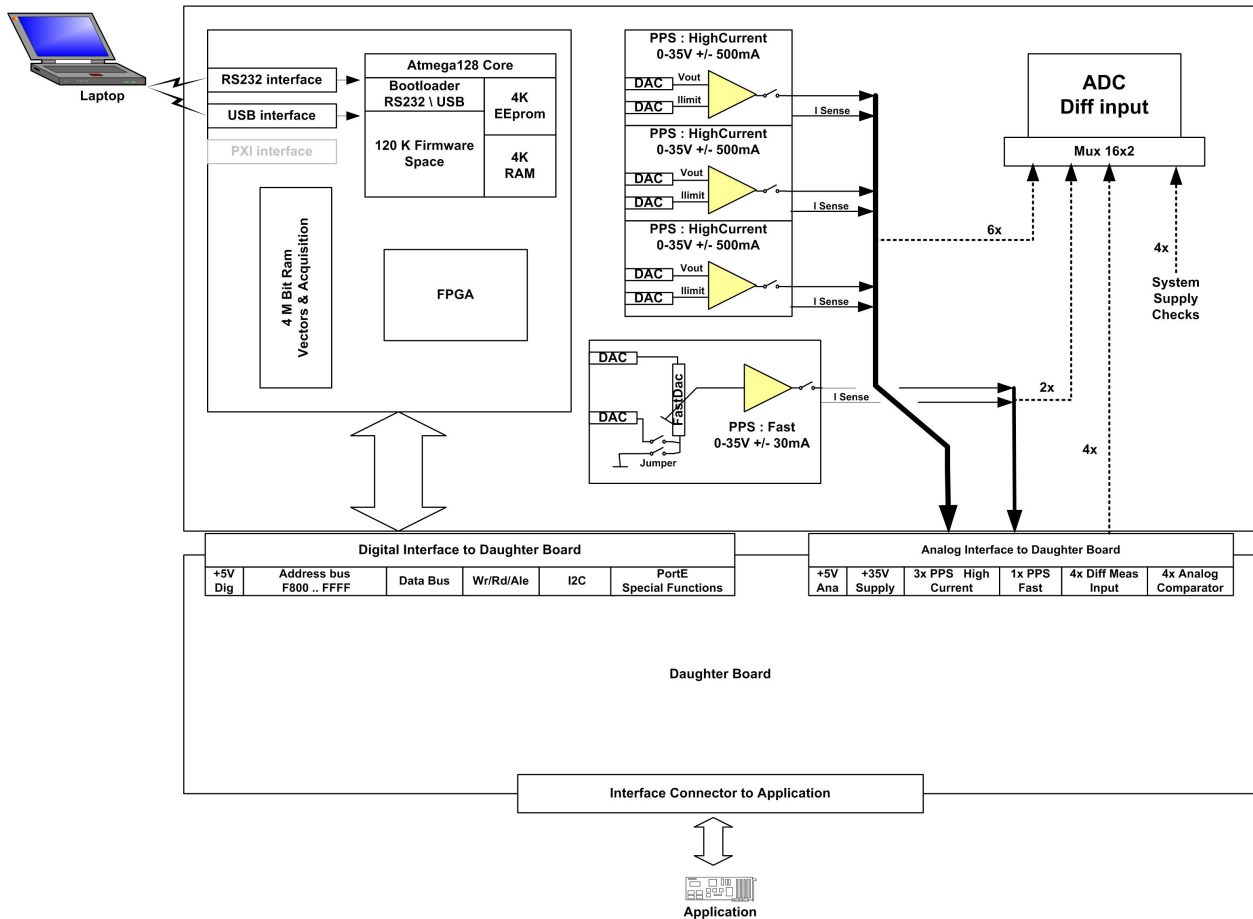 Laptop
RS232 interface
USB interface
PXI interface
Atmega128 Core
Bootloader
RS232 \ USB
4K
EEprom
120 K Firmware
Space
4K
RAM
4 M Bit Ram
Vectors & Acquisition
FPGA
PPS : HighCurrent
0-35V +/- 500mA
DAC
Vout
DAC
Ilimit
I Sense
PPS : HighCurrent
0-35V +/- 500mA
DAC
Vout
DAC
Ilimit
I Sense
PPS : HighCurrent
0-35V +/- 500mA
DAC
Vout
DAC
Ilimit
I Sense
DAC
DAC
FastDac
Jumper
PPS : Fast
0-35V +/- 30mA
I Sense
ADC
Diff input
Mux 16x2
6x
4x
System
Supply
Checks
2x
4x
Digital Interface to Daughter Board
+5V
Dig
Address bus
F800 .. FFFF
Data Bus
Wr/Rd/Ale
I2C
PortE
Special Functions
Analog Interface to Daughter Board
+5V
Ana
+35V
Supply
3x PPS High
Current
1x PPS
Fast
4x Diff Meas
Input
4x Analog
Comparator
Daughter Board
Interface Connector to Application
Application